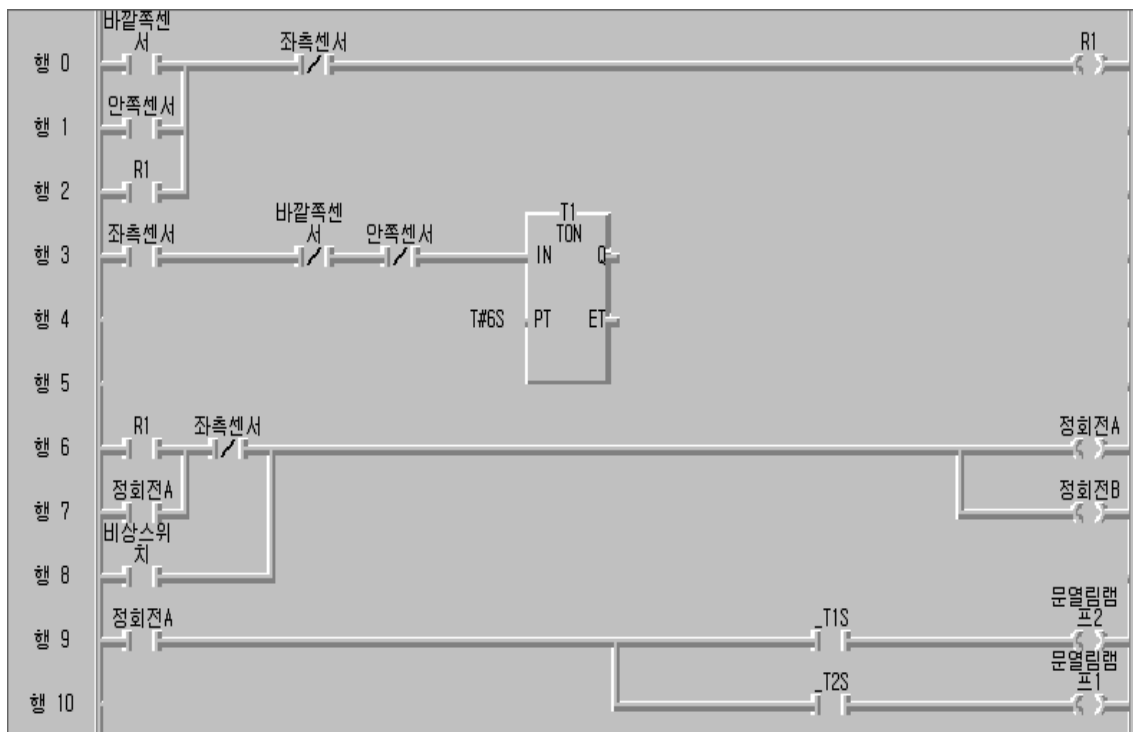 바깥쪽센
서
좌측센서
R1
행 0
안쪽센서
행 1
R1
행 2
바깥쪽센
서
좌측센서
안쪽센서
T1
TON
행 3
IN
Q
행 4
T#6S
PT
ET
행 5
R1
좌측센서
정회전A
행 6
정회전A
정회전B
행 7
비상스위
치
행 8
정회전A
_T1S
문열림램
프2
행 9
_T2S
문열림램
프1
행 10